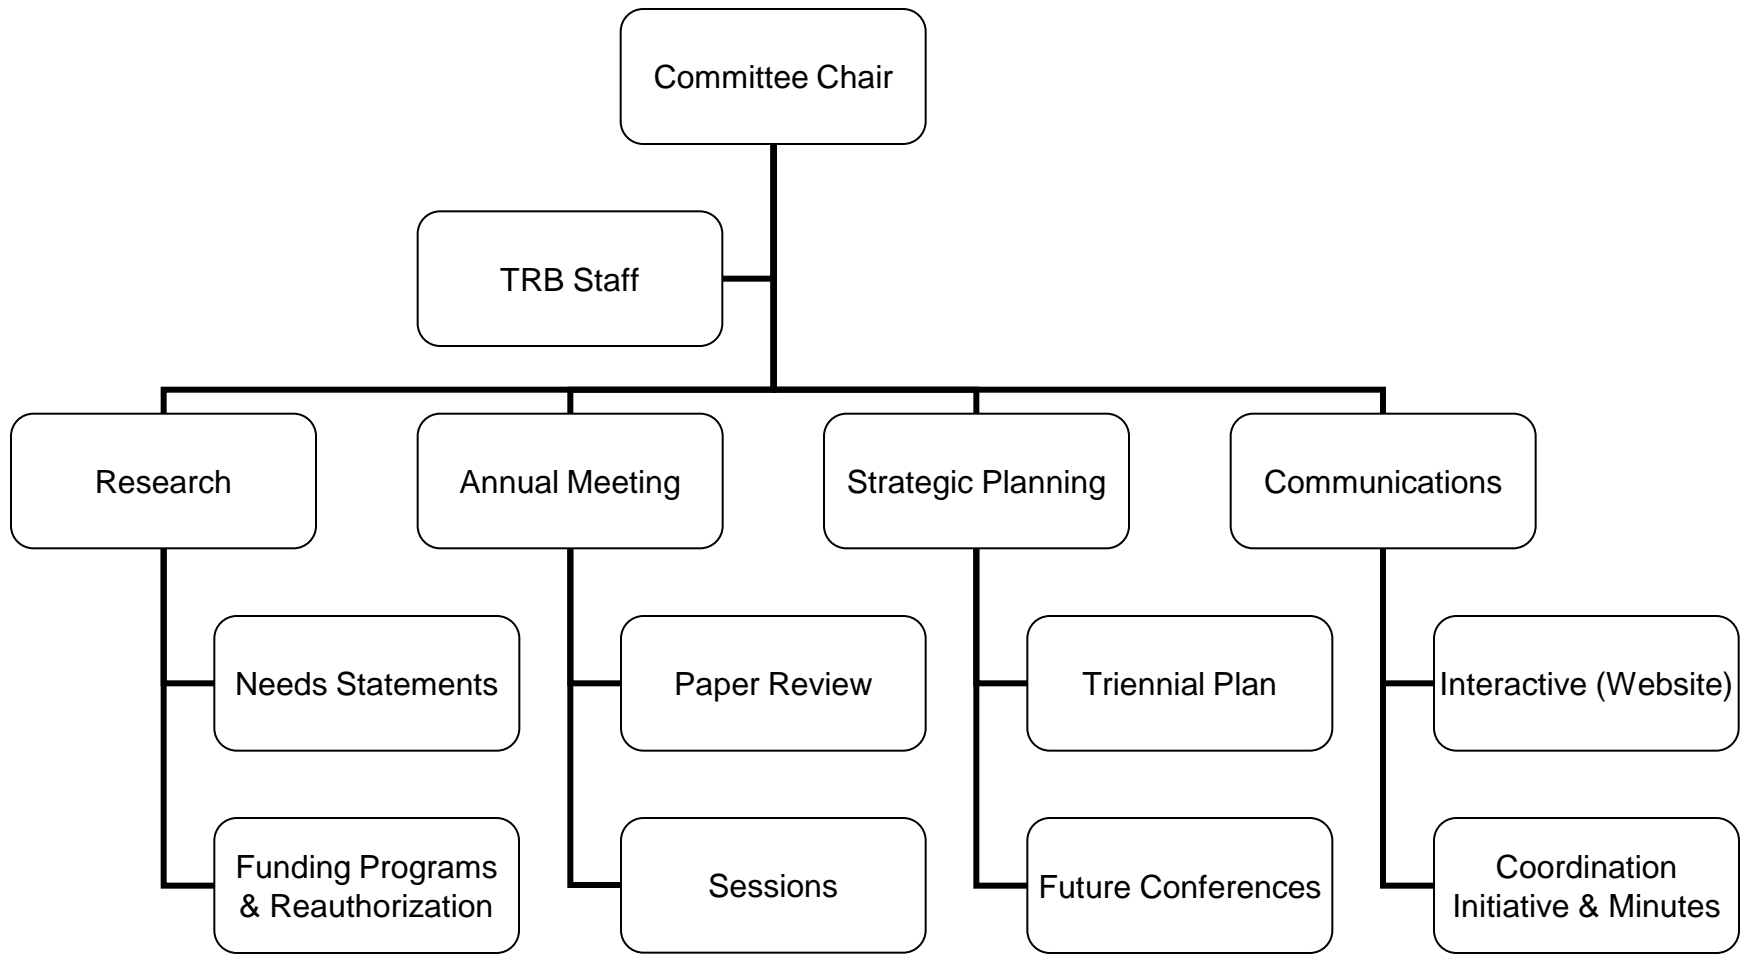 Committee Chair
TRB Staff
Research
Annual Meeting
Strategic Planning
Communications
Needs Statements
Paper Review
Triennial Plan
Interactive (Website)
Funding Programs
& Reauthorization
Sessions
Future Conferences
Coordination
Initiative & Minutes